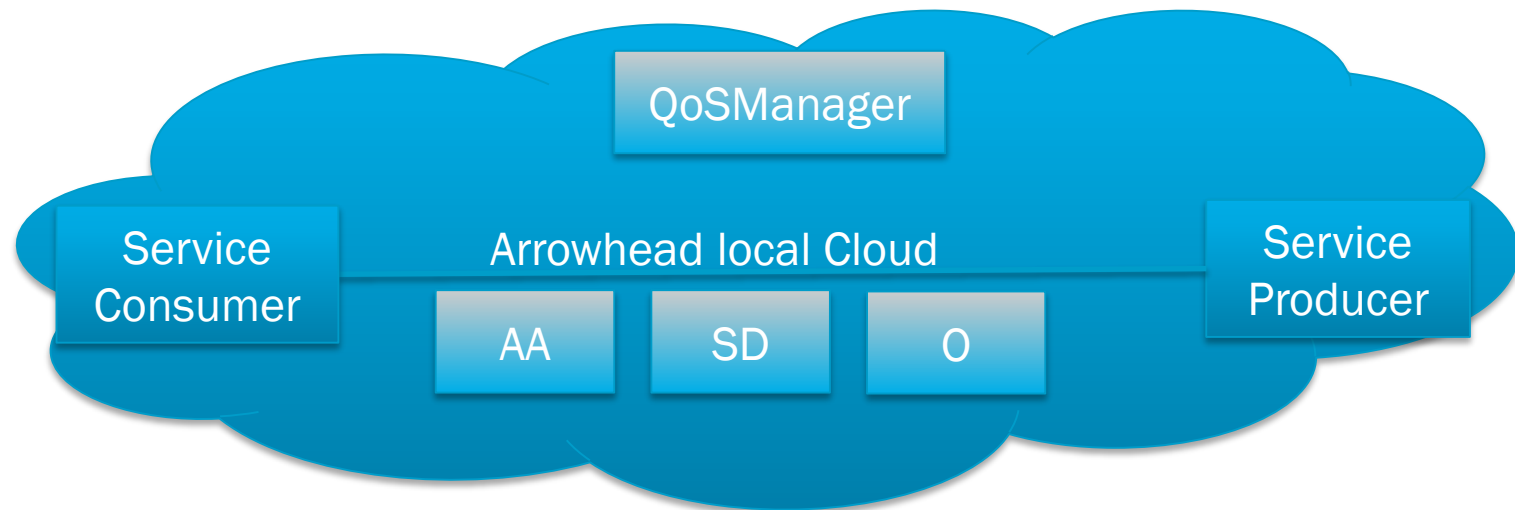 QoSManager
Service
Consumer
Arrowhead local Cloud
Service
Producer
AA
SD
O